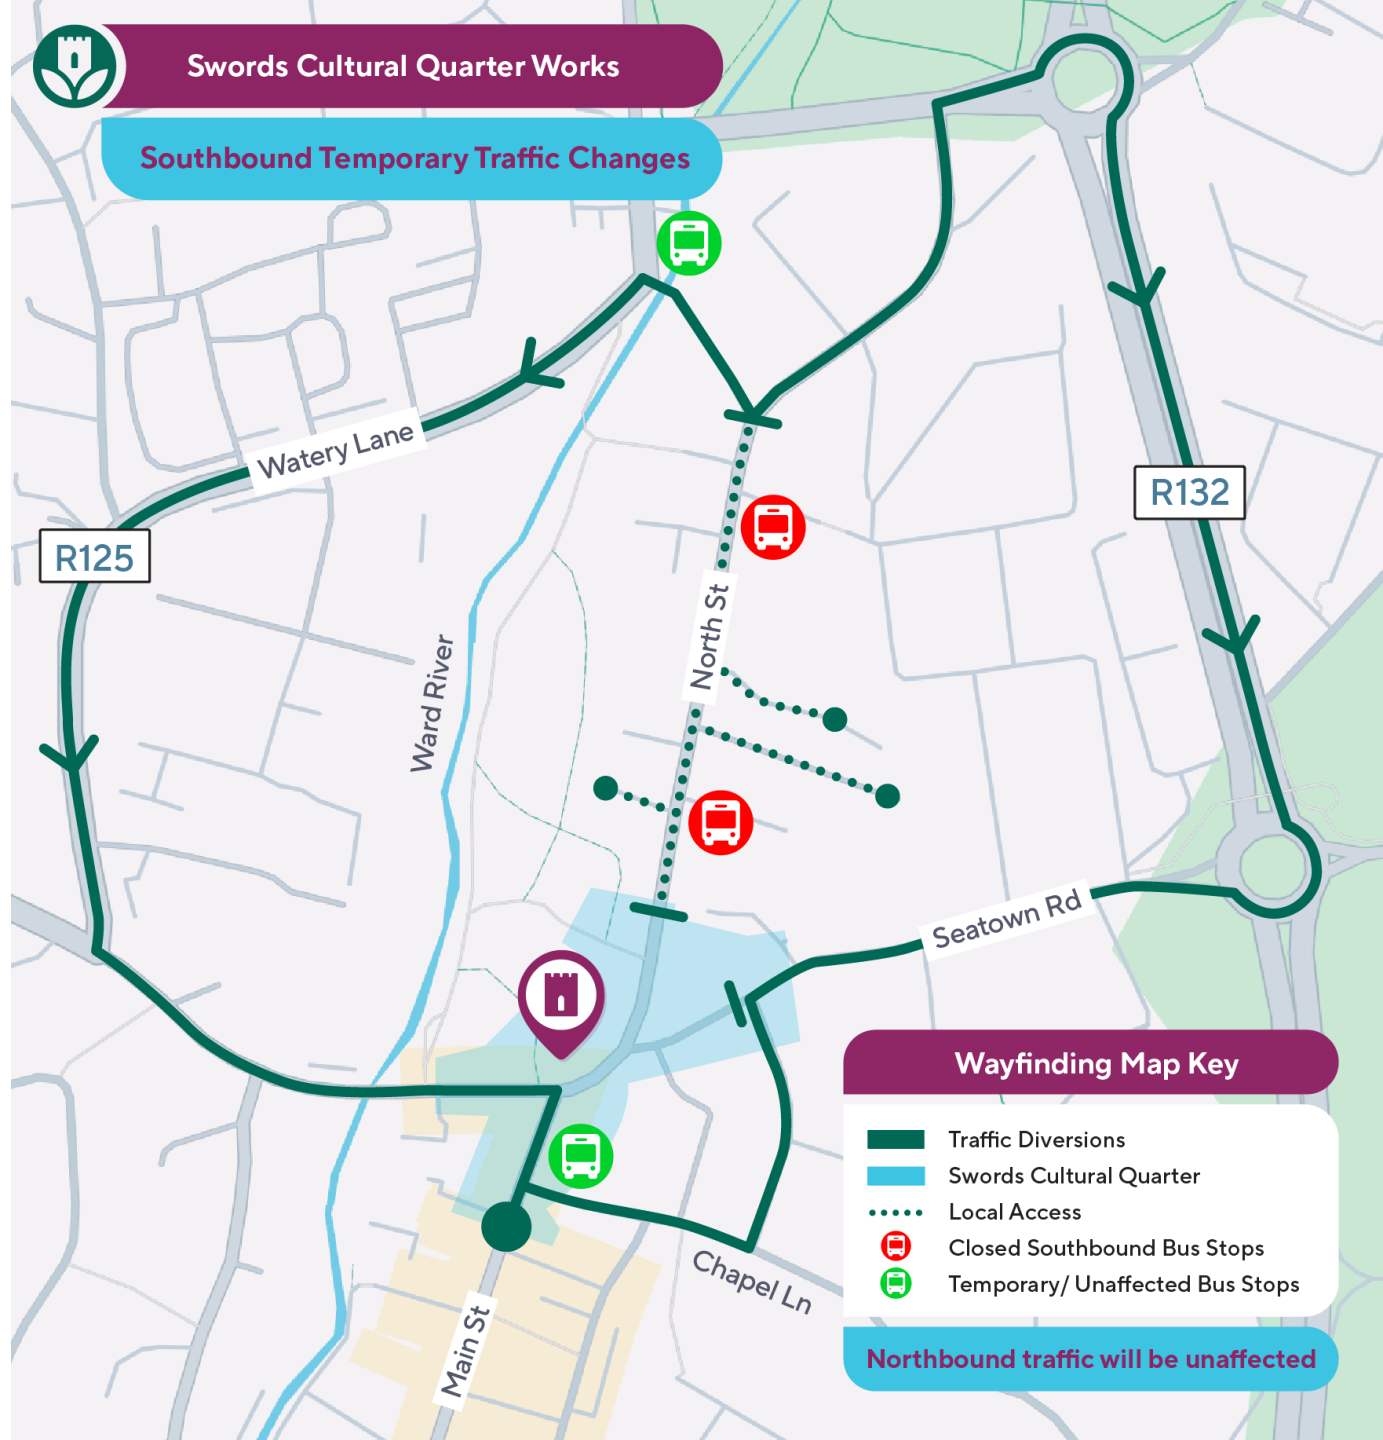 Swords Cultural Quarter Works
Southbound Temporary Traffic Changes
Watery Lane
R125
R132
North St
Ward River
Seatown Rd
Chapel Ln
Main St
Wayfinding Map Key
Traffic Diversions
Swords Cultural Quarter
Local Access
Closed Southbound Bus Stops
Temporary/ Unaffected Bus Stops
Northbound traffic will be unaffected